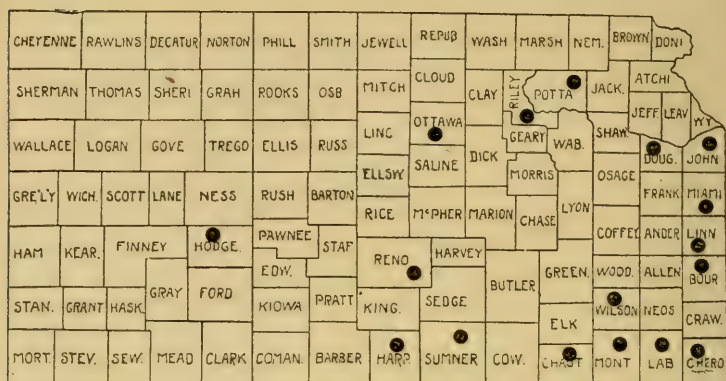 CHEYENNE RAWLINS DECATUR NORTON PHILL SMITH JEWELL REPUB WASH MARSH NEM. BROWN DONI
SHERMAN THOMAS SHERI GRAH ROOKS OSB MITCH CLOUD CLAY RILEY POTTA JACK. ATCHI
JEFF. LEAV. WY.
WALLACE LOGAN GOVE TREGO ELLIS RUSS LINC OTTAWA DICK GEARY WAB. SHAW. DOUG. JOHN
ELLSW. SALINE MORRIS OSAGE
GRE'L'Y WICH. SCOTT LANE NESS RUSH BARTON RICE McPHER MARION CHASE LYON FRANK MIAMI
HAM KEAR. FINNEY HODGE. PAWNEE STAF RENO HARVEY COFFEY ANDER LINN
EDW. BUTLER GREEN. WOOD. ALLEN BOUR
STAN. GRANT HASK. GRAY FORD KIOWA PRATT KING. SEDGE ELK WILSON NEOS CRAW.
MORT. STEV. SEW. MEAD CLARK COMAN. BARBER HARP. SUMNER COW. CHAUT MONT LAB CHERO